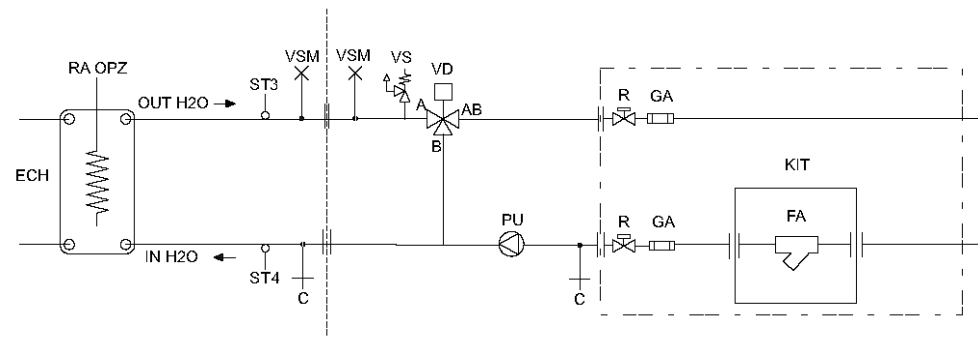 VSM
VSM
VS
VD
RA OPZ
ST3
OUT H2O
A
AB
R
GA
B
KIT
ECH
PU
R
GA
FA
IN H2O
ST4
C
C